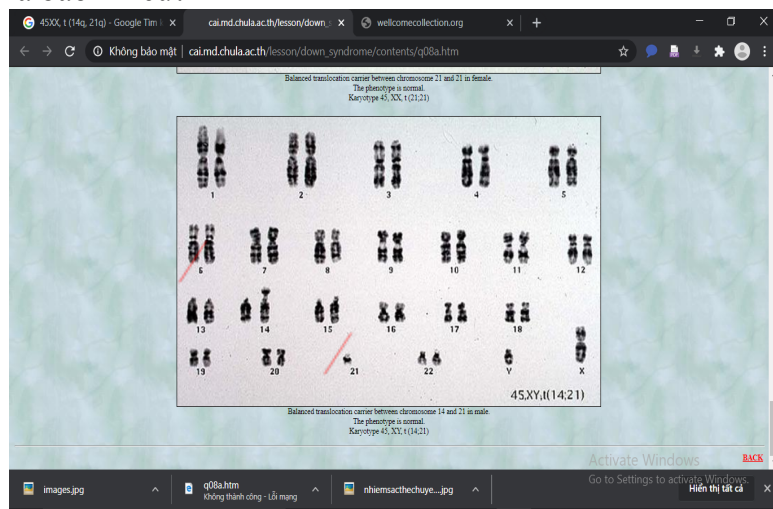 45XX, t (14q, 21q) - Google Tìm
cai.md.chula.ac.th/lesson/down_
wellcomecollection.org
Không bảo mật | cai.md.chula.ac.th/lesson/down_syndrome/contents/q08a.htm
Balanced translocation carrier between chromosome 21 and 21 in female.
The phenotype is normal.
Karyotype 45, XX, t (21;21)
1 2 3 4 5
6 7 8 9 10 11 12
13 14 15 16 17 18
19 20 21 22 Y X
45,XY,t(14;21)
Balanced translocation carrier between chromosome 14 and 21 in male.
The phenotype is normal.
Karyotype 45, XY, t (14;21)
BACK
Activate Windows
Go to Settings to activate Windows.
images.jpg
q08a.htm
Không thành công - Lỗi mạng
nhiemsacthechuye....jpg
Hiển thị tất cả